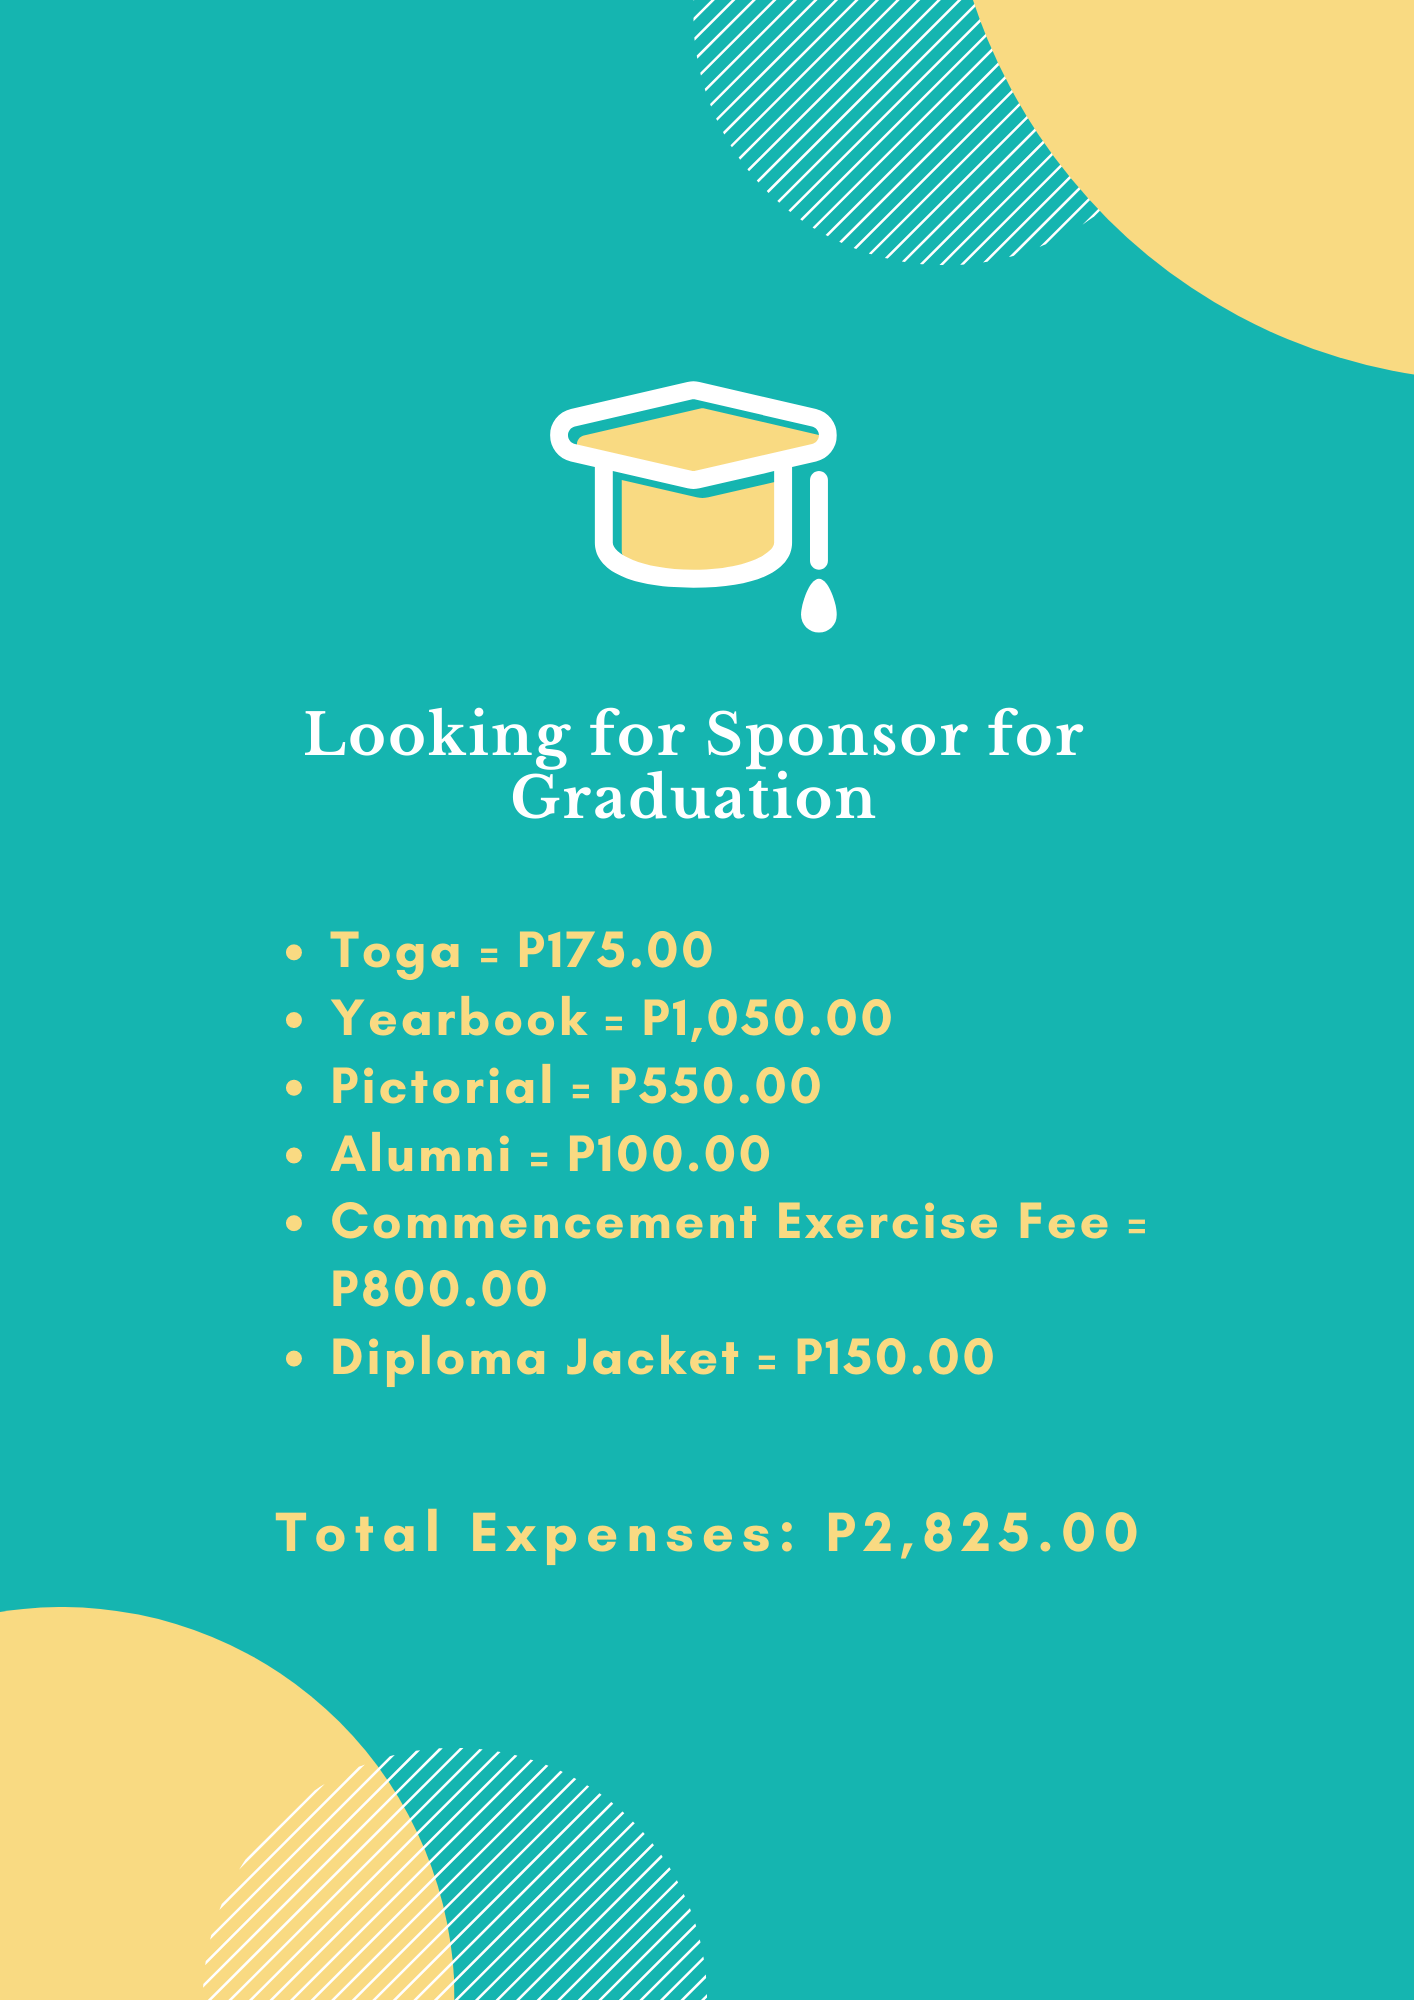 Looking for Sponsor for
Graduation
• Toga = P175.00
• Yearbook = P1,050.00
• Pictorial = P550.00
• Alumni = P100.00
• Commencement Exercise Fee =
P800.00
• Diploma Jacket = P150.00
Total Expenses: P2,825.00